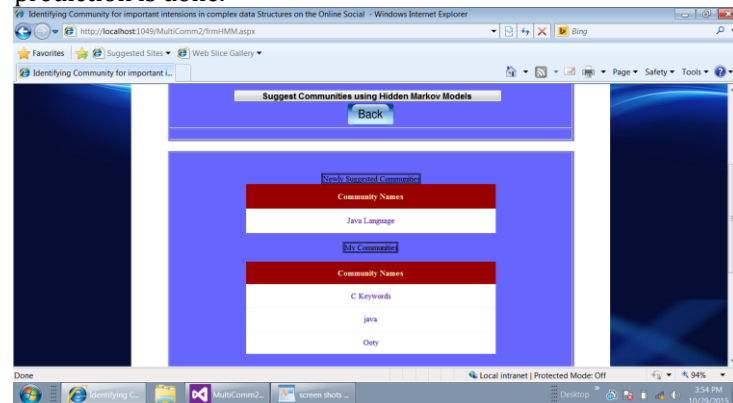 prediction is done.
Identifying Community for important intensions in complex data Structures on the Online Social - Windows Internet Explorer
http://localhost:1049/MultiComm2/frmHMM.aspx
Bing
Favorites
Suggested Sites
Web Slice Gallery
Identifying Community for important i...
Page
Safety
Tools
Suggest Communities using Hidden Markov Models
Back
Newly Suggested Communities
Community Names
Java Language
My Communities
Community Names
C Keywords
java
Ooty
Done
Local intranet | Protected Mode: Off
94%
Identifying C...
MultiComm2...
screen shots ...
Desktop
3:54 PM
10/29/2015